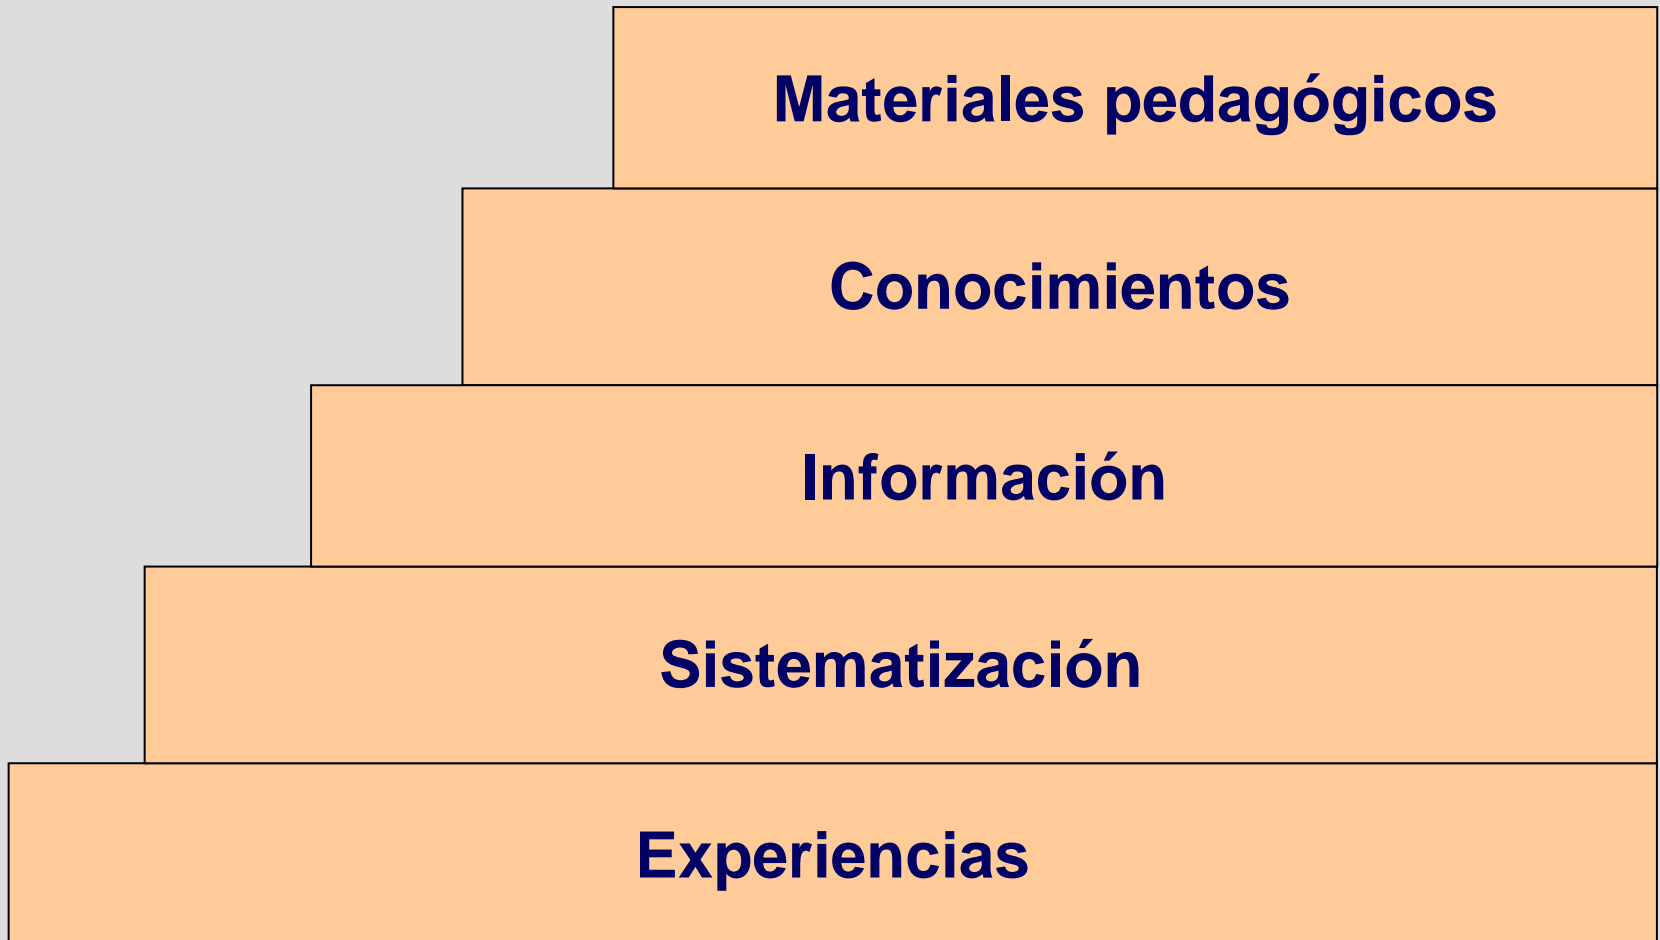 Materiales pedagógicos
Conocimientos
Información
Sistematización
Experiencias